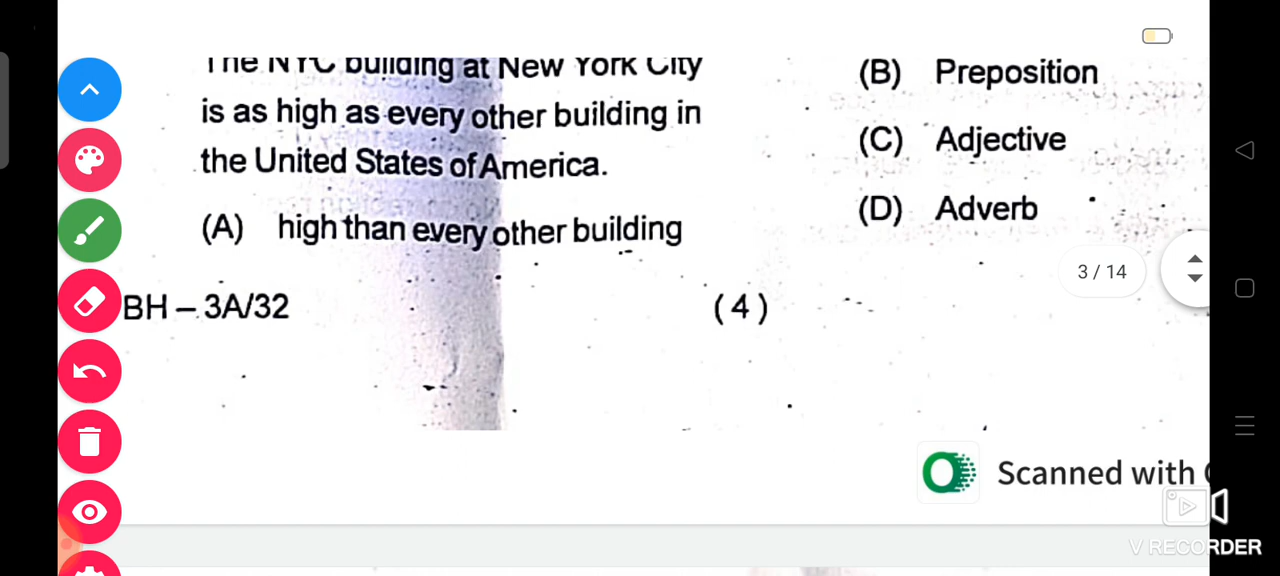 The NYC building at New York City
is as high as every other building in
the United States of America.
(A) high than every other building
BH – 3A/32
(4)
(B) Preposition
(C) Adjective
(D) Adverb
3 / 14
Scanned with
V RECORDER